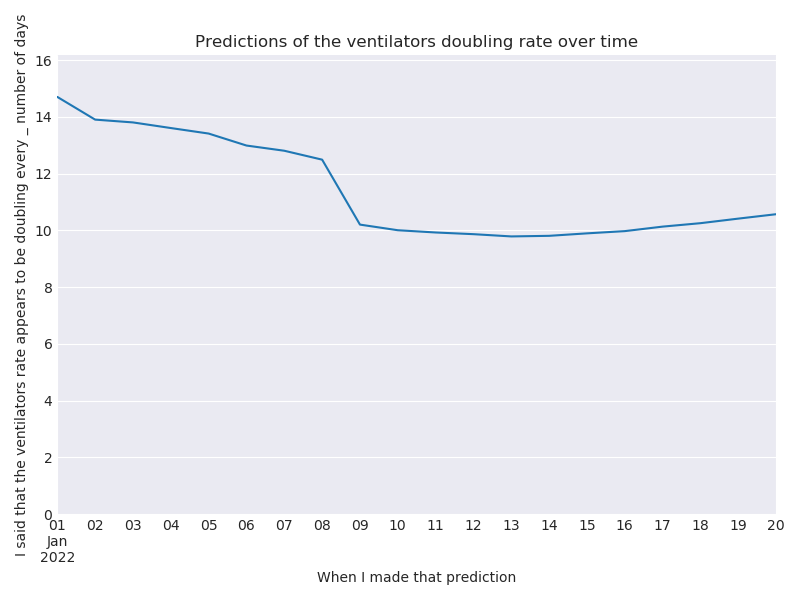 Predictions of the ventilators doubling rate over time
I said that the ventilators rate appears to be doubling every _ number of days
16
14
12
10
8
6
4
2
0
01 02 03 04 05 06 07 08 09 10 11 12 13 14 15 16 17 18 19 20
Jan
2022
When I made that prediction